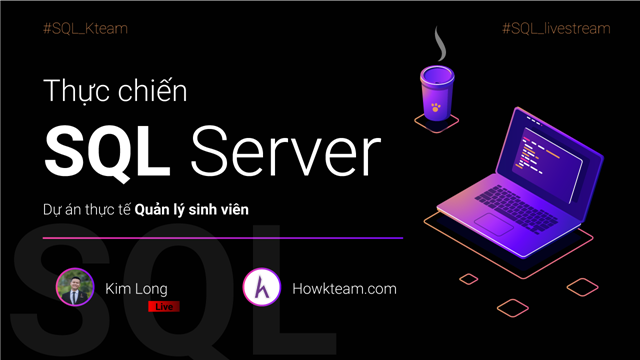 #SQL_Kteam
#SQL_livestream
Thực chiến
SQL Server
Dự án thực tế Quản lý sinh viên
SQL
Kim Long
Live
Howkteam.com